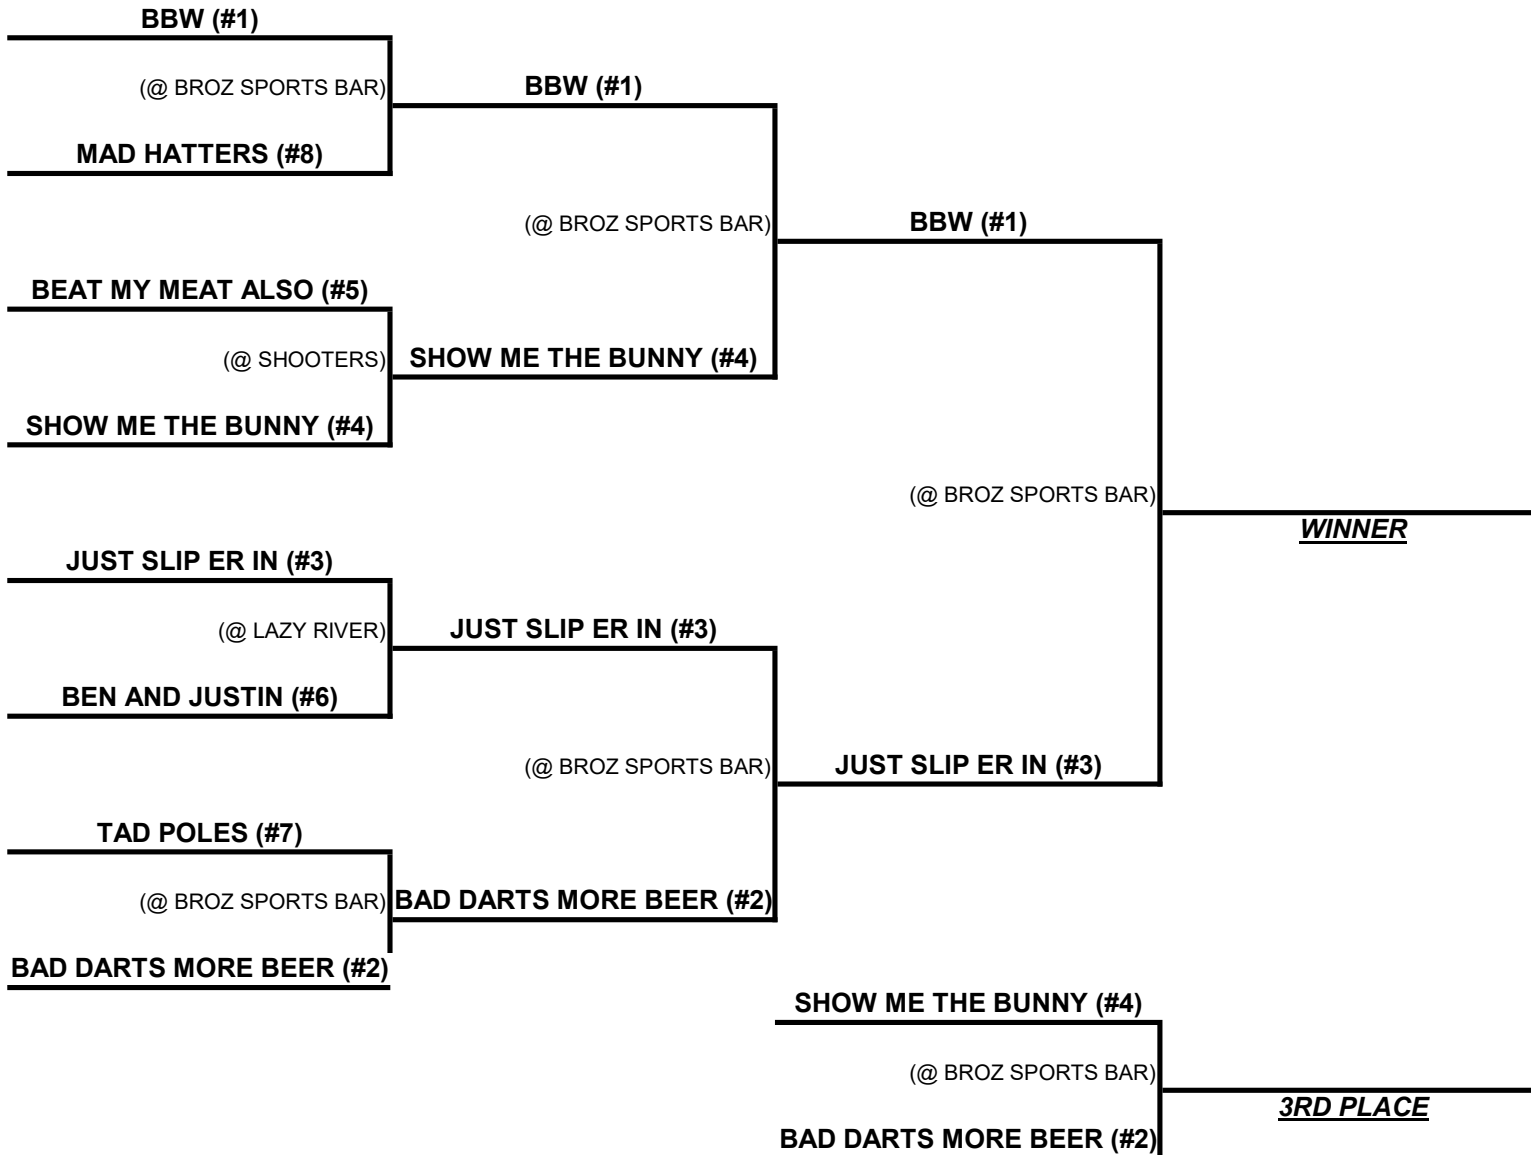 BBW (#1)
(@ BROZ SPORTS BAR)
BBW (#1)
MAD HATTERS (#8)
(@ BROZ SPORTS BAR)
BBW (#1)
BEAT MY MEAT ALSO (#5)
(@ SHOOTERS)
SHOW ME THE BUNNY (#4)
SHOW ME THE BUNNY (#4)
(@ BROZ SPORTS BAR)
WINNER
JUST SLIP ER IN (#3)
(@ LAZY RIVER)
JUST SLIP ER IN (#3)
BEN AND JUSTIN (#6)
(@ BROZ SPORTS BAR)
JUST SLIP ER IN (#3)
TAD POLES (#7)
(@ BROZ SPORTS BAR)
BAD DARTS MORE BEER (#2)
BAD DARTS MORE BEER (#2)
SHOW ME THE BUNNY (#4)
(@ BROZ SPORTS BAR)
3RD PLACE
BAD DARTS MORE BEER (#2)